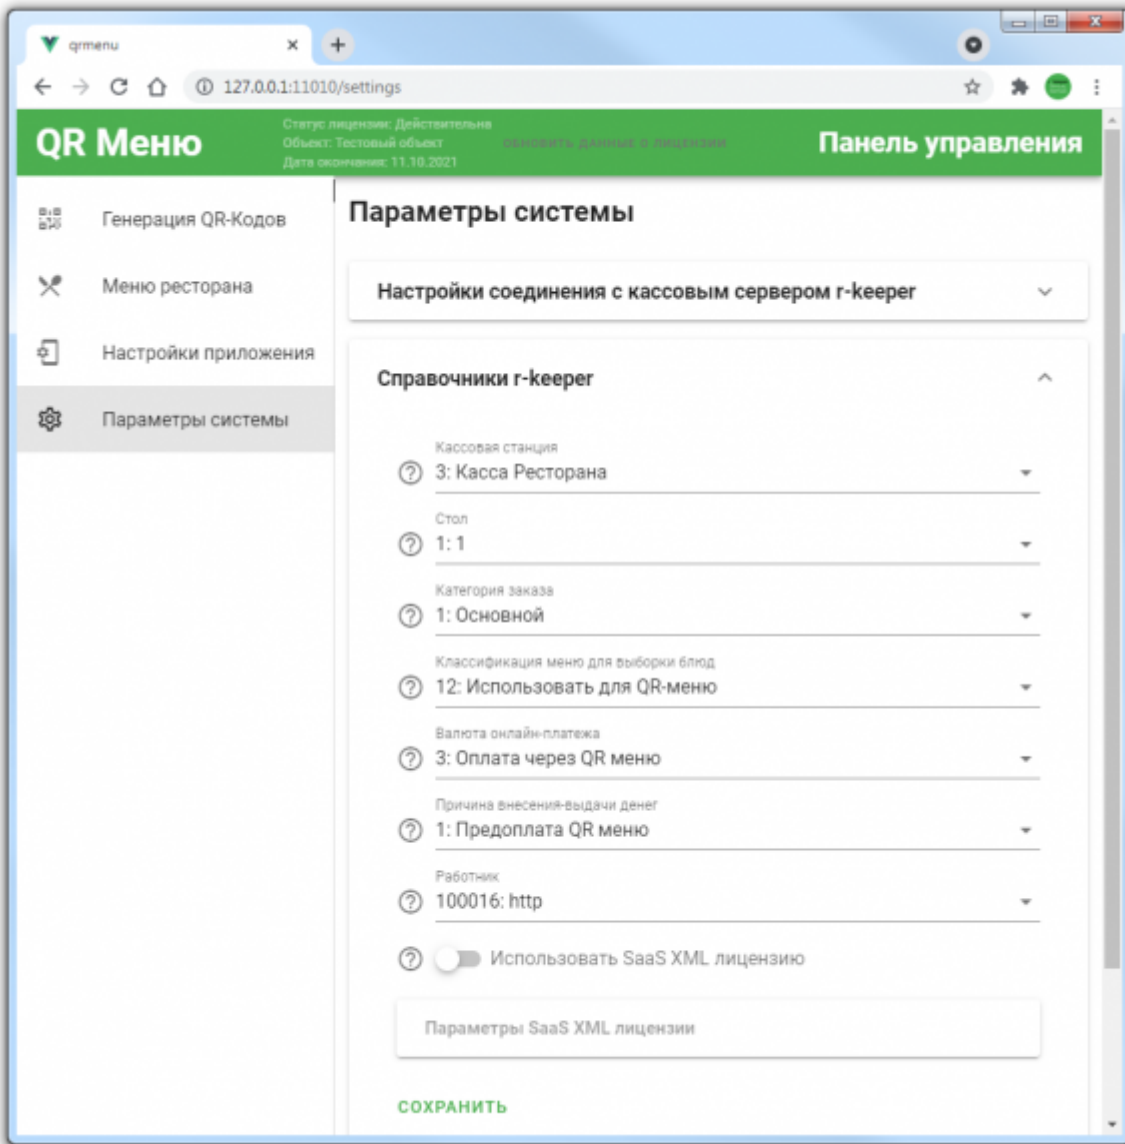 qrmenu
127.0.0.1:11010/settings
QR Меню
Статус лицензии: Действительна
Объект: Тестовый объект
Дата окончания: 11.10.2021
ОБНОВИТЬ ДАННЫЕ О ЛИЦЕНЗИИ
Панель управления
Генерация QR-Кодов
Меню ресторана
Настройки приложения
Параметры системы
Параметры системы
Настройки соединения с кассовым сервером r-keeper
Справочники r-keeper
Кассовая станция
3: Касса Ресторана
Стол
1: 1
Категория заказа
1: Основной
Классификация меню для выборки блюд
12: Использовать для QR-меню
Валюта онлайн-платежа
3: Оплата через QR меню
Причина внесения-выдачи денег
1: Предоплата QR меню
Работник
100016: http
Использовать SaaS XML лицензию
Параметры SaaS XML лицензии
СОХРАНИТЬ